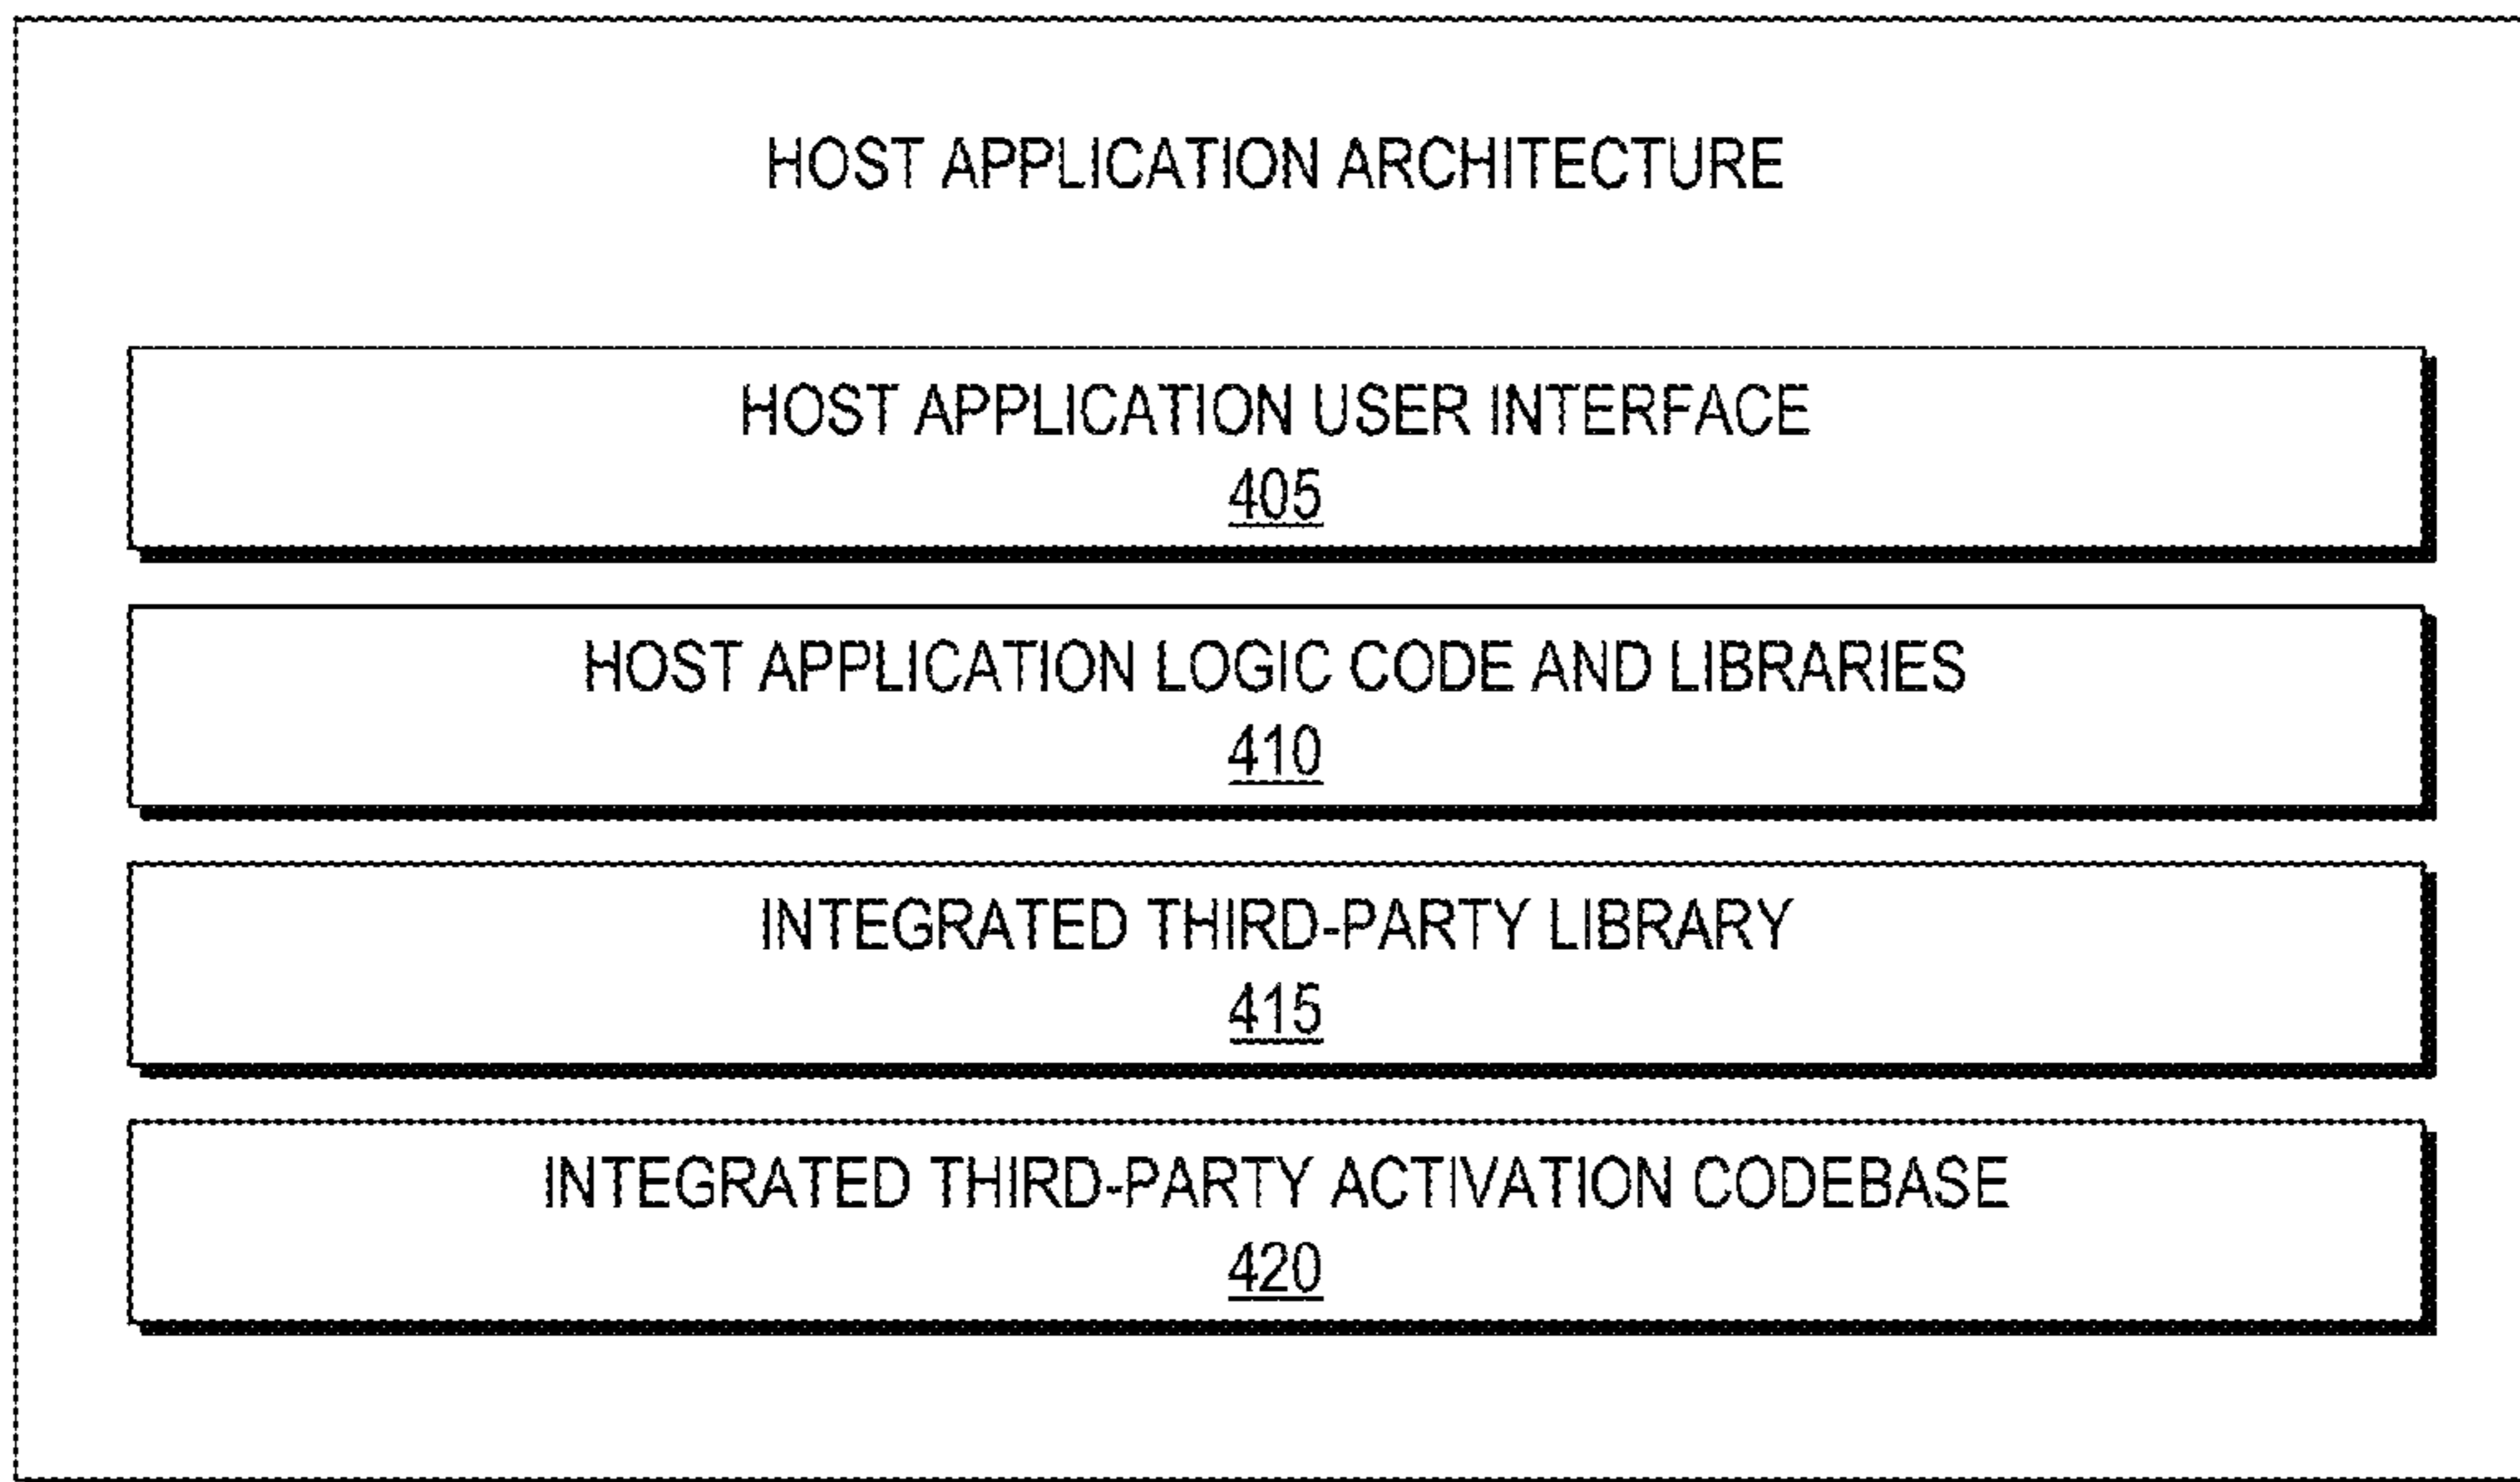 HOST APPLICATION ARCHITECTURE
HOST APPLICATION USER INTERFACE
405
HOST APPLICATION LOGIC CODE AND LIBRARIES
410
INTEGRATED THIRD-PARTY LIBRARY
415
INTEGRATED THIRD-PARTY ACTIVATION CODEBASE
420